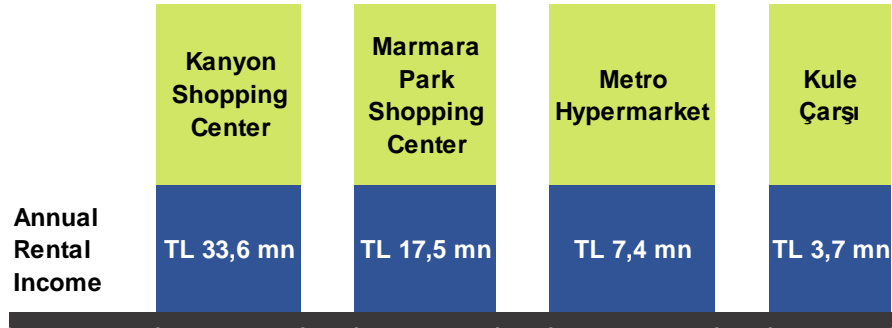 Kanyon
Shopping
Center
Marmara
Park
Shopping
Center
Metro
Hypermarket
Kule
Çarşı
Annual
Rental
Income
TL 33,6 mn
TL 17,5 mn
TL 7,4 mn
TL 3,7 mn